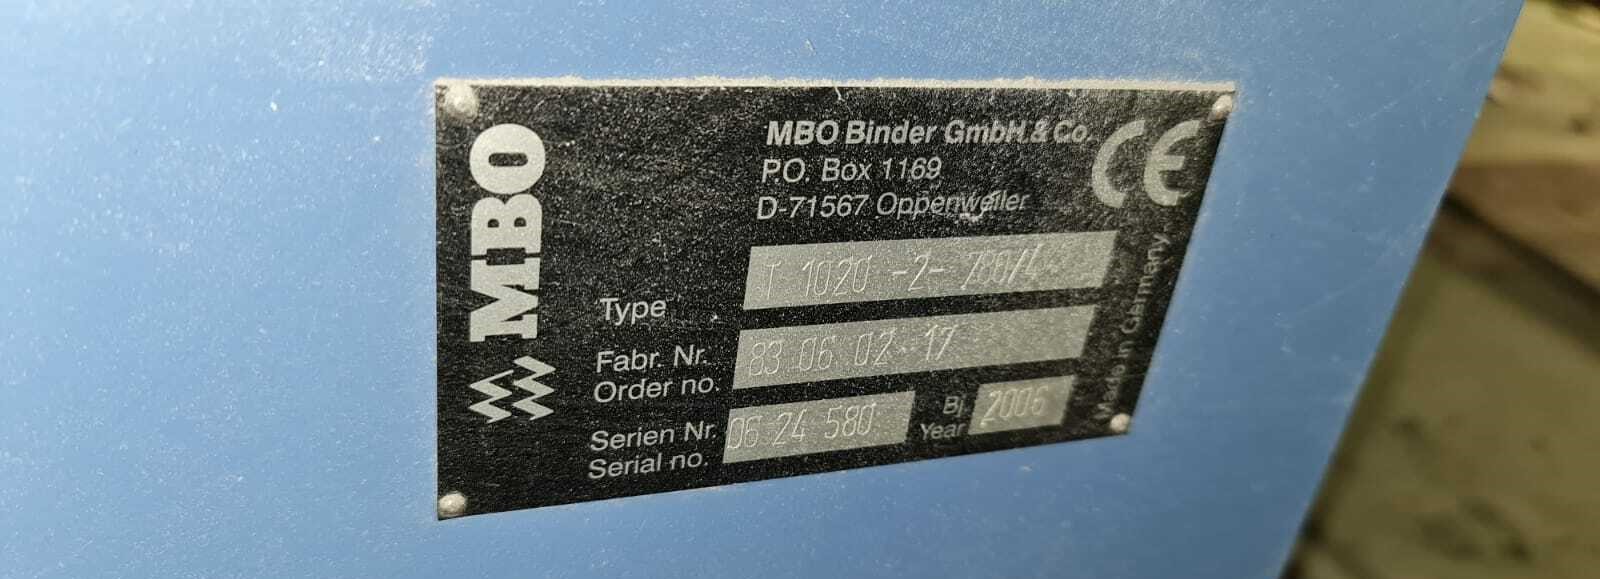 MBO
MBO Binder GmbH & Co.
P.O. Box 1169
D-71567 Oppenweiler
CE
Type T 1020 -2- 780/4
Fabr. Nr.
Order no. 83 06 02 17
Serien Nr.
Serial no. 06 24 580
Bj
Year 2006
Made in Germany